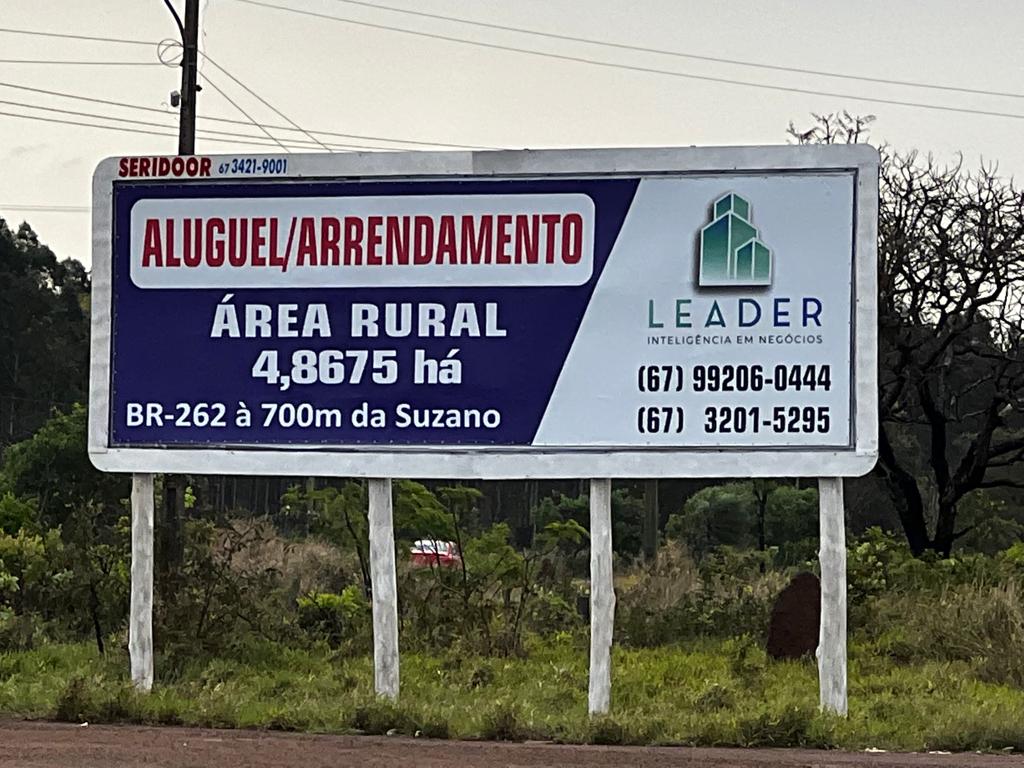 SERIDOOR 67 3421-9001
ALUGUEL/ARRENDAMENTO
ÁREA RURAL
4,8675 há
BR-262 à 700m da Suzano
LEADER
INTELIGÊNCIA EM NEGÓCIOS
(67) 99206-0444
(67) 3201-5295